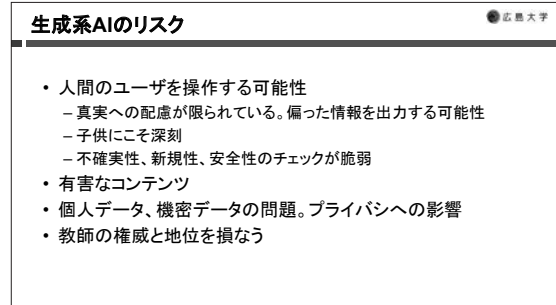 生成系AIのリスク
広島大学
• 人間のユーザを操作する可能性
– 真実への配慮が限られている。偏った情報を出力する可能性
– 子供にこそ深刻
– 不確実性、新規性、安全性のチェックが脆弱
• 有害なコンテンツ
• 個人データ、機密データの問題。プライバシへの影響
• 教師の権威と地位を損なう